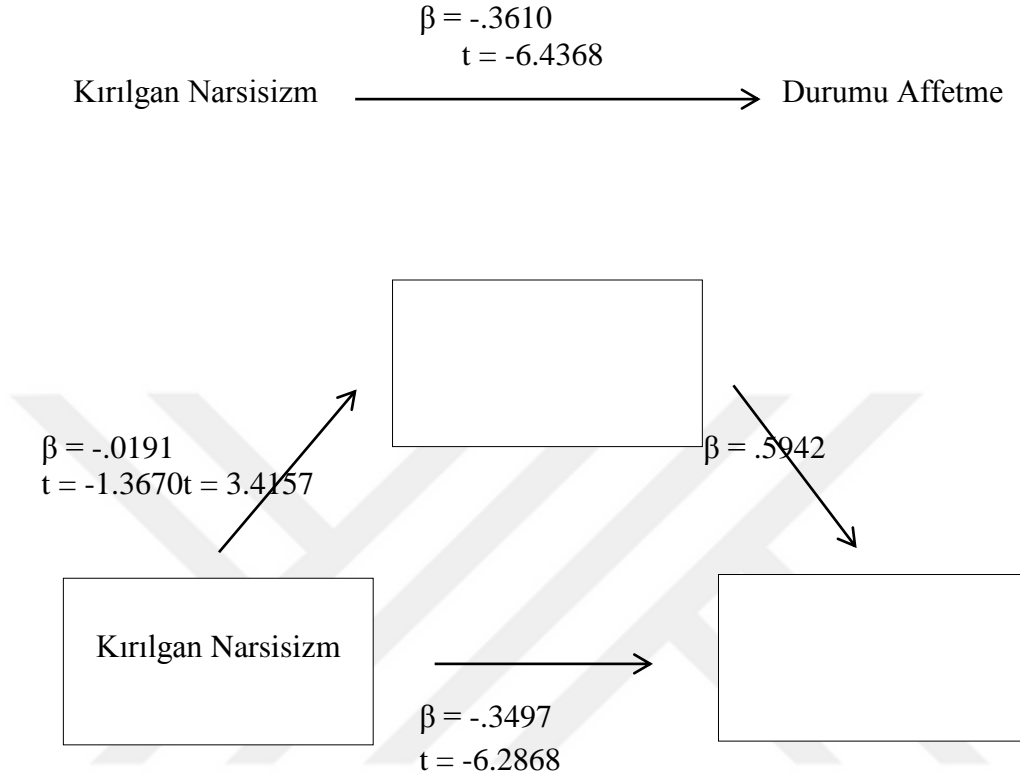 β = -.3610
t = -6.4368
Kırılgan Narsisizm Durumu Affetme
β = -.0191
β = .5942
t = -1.3670t = 3.4157
Kırılgan Narsisizm
β = -.3497
t = -6.2868